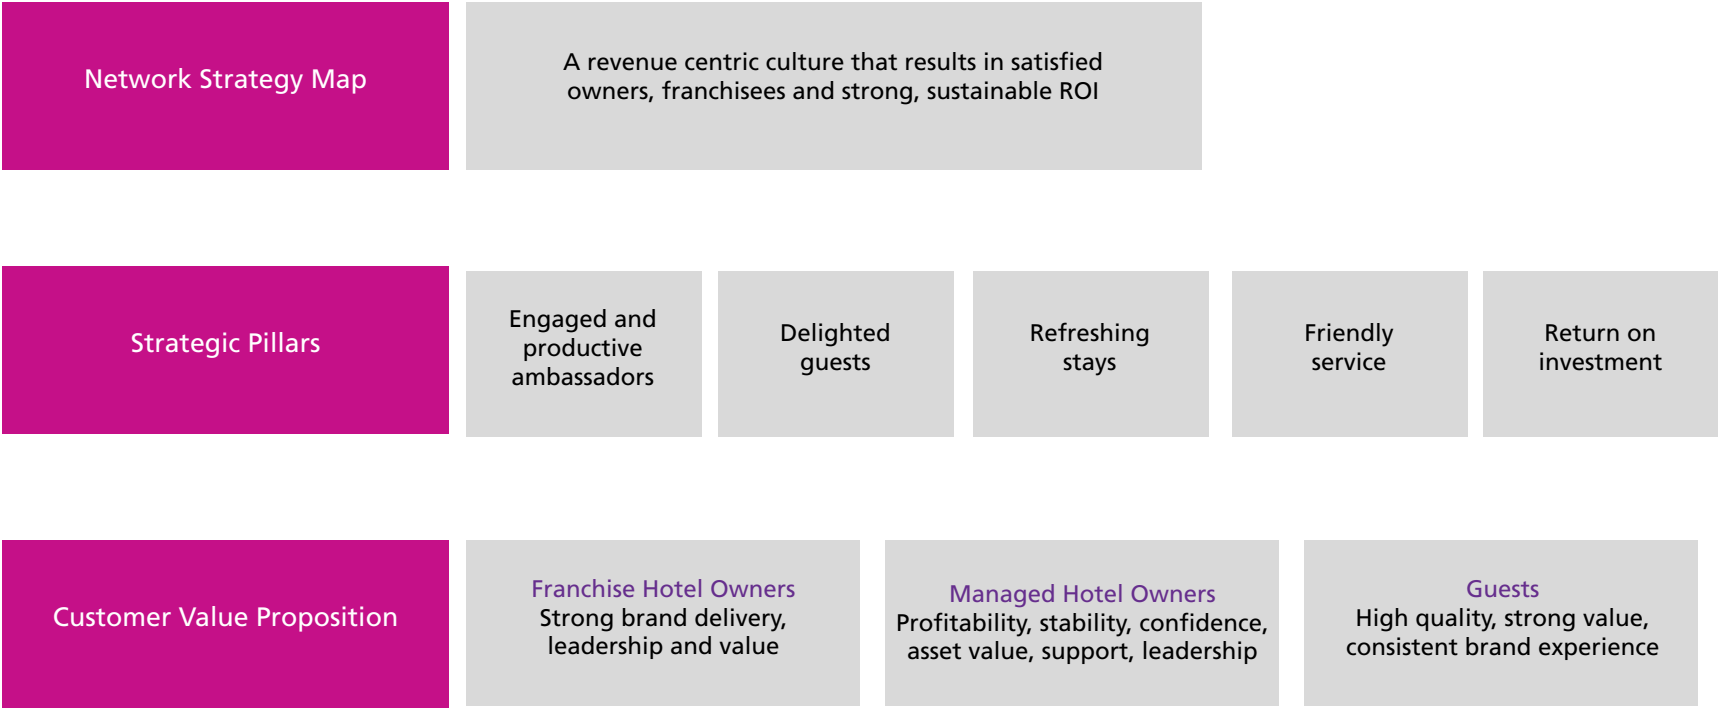 Network Strategy Map
A revenue centric culture that results in satisfied
owners, franchisees and strong, sustainable ROI
Strategic Pillars
Engaged and
productive
ambassadors
Delighted
guests
Refreshing
stays
Friendly
service
Return on
investment
Customer Value Proposition
Franchise Hotel Owners
Strong brand delivery,
leadership and value
Managed Hotel Owners
Profitability, stability, confidence,
asset value, support, leadership
Guests
High quality, strong value,
consistent brand experience